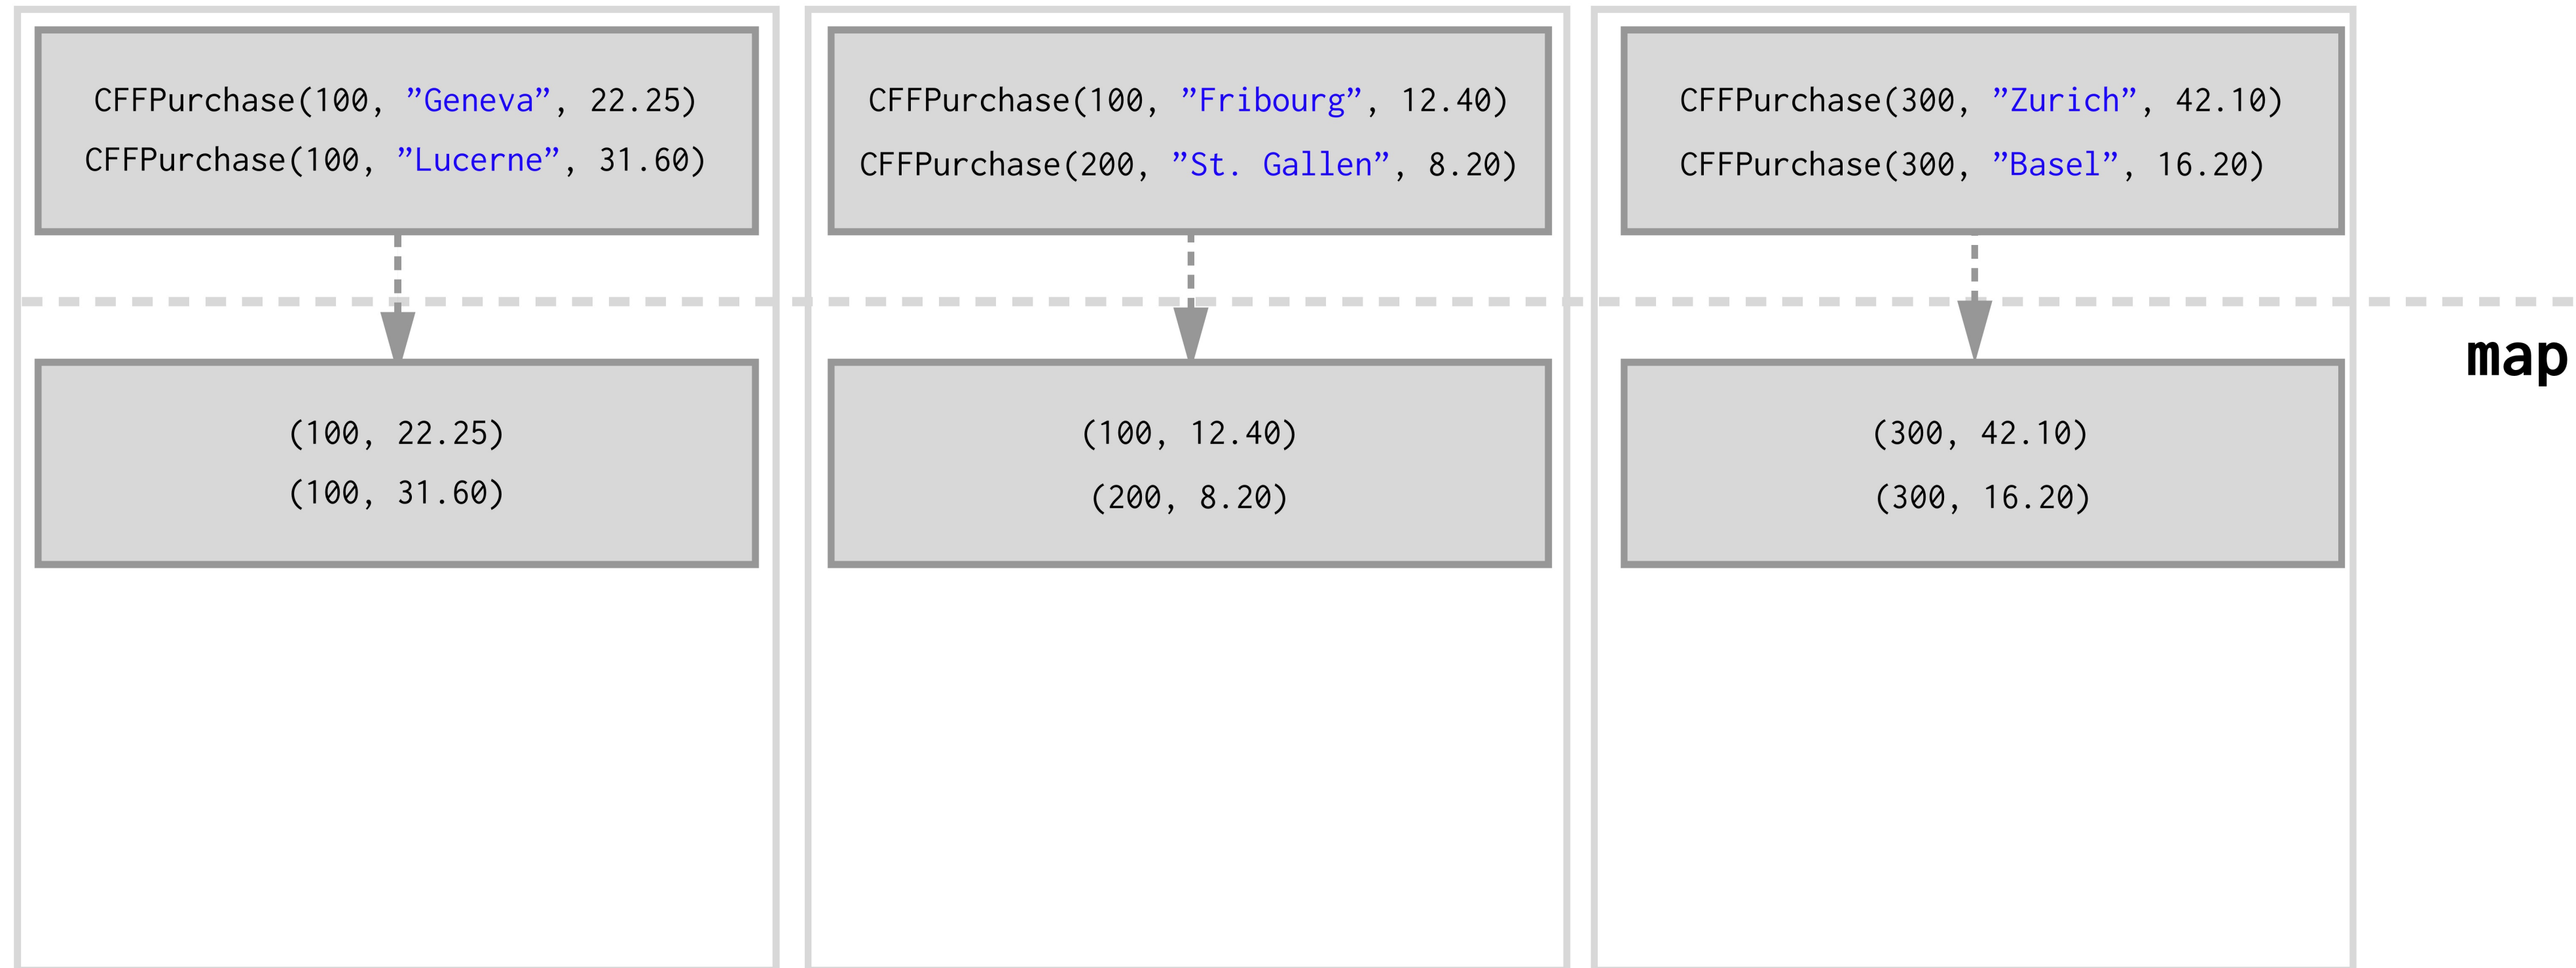 CFFPurchase(100, ”Geneva”, 22.25)
CFFPurchase(100, ”Lucerne”, 31.60)
CFFPurchase(100, ”Fribourg”, 12.40)
CFFPurchase(200, ”St. Gallen”, 8.20)
CFFPurchase(300, ”Zurich”, 42.10)
CFFPurchase(300, ”Basel”, 16.20)
map
(100, 22.25)
(100, 31.60)
(100, 12.40)
(200, 8.20)
(300, 42.10)
(300, 16.20)